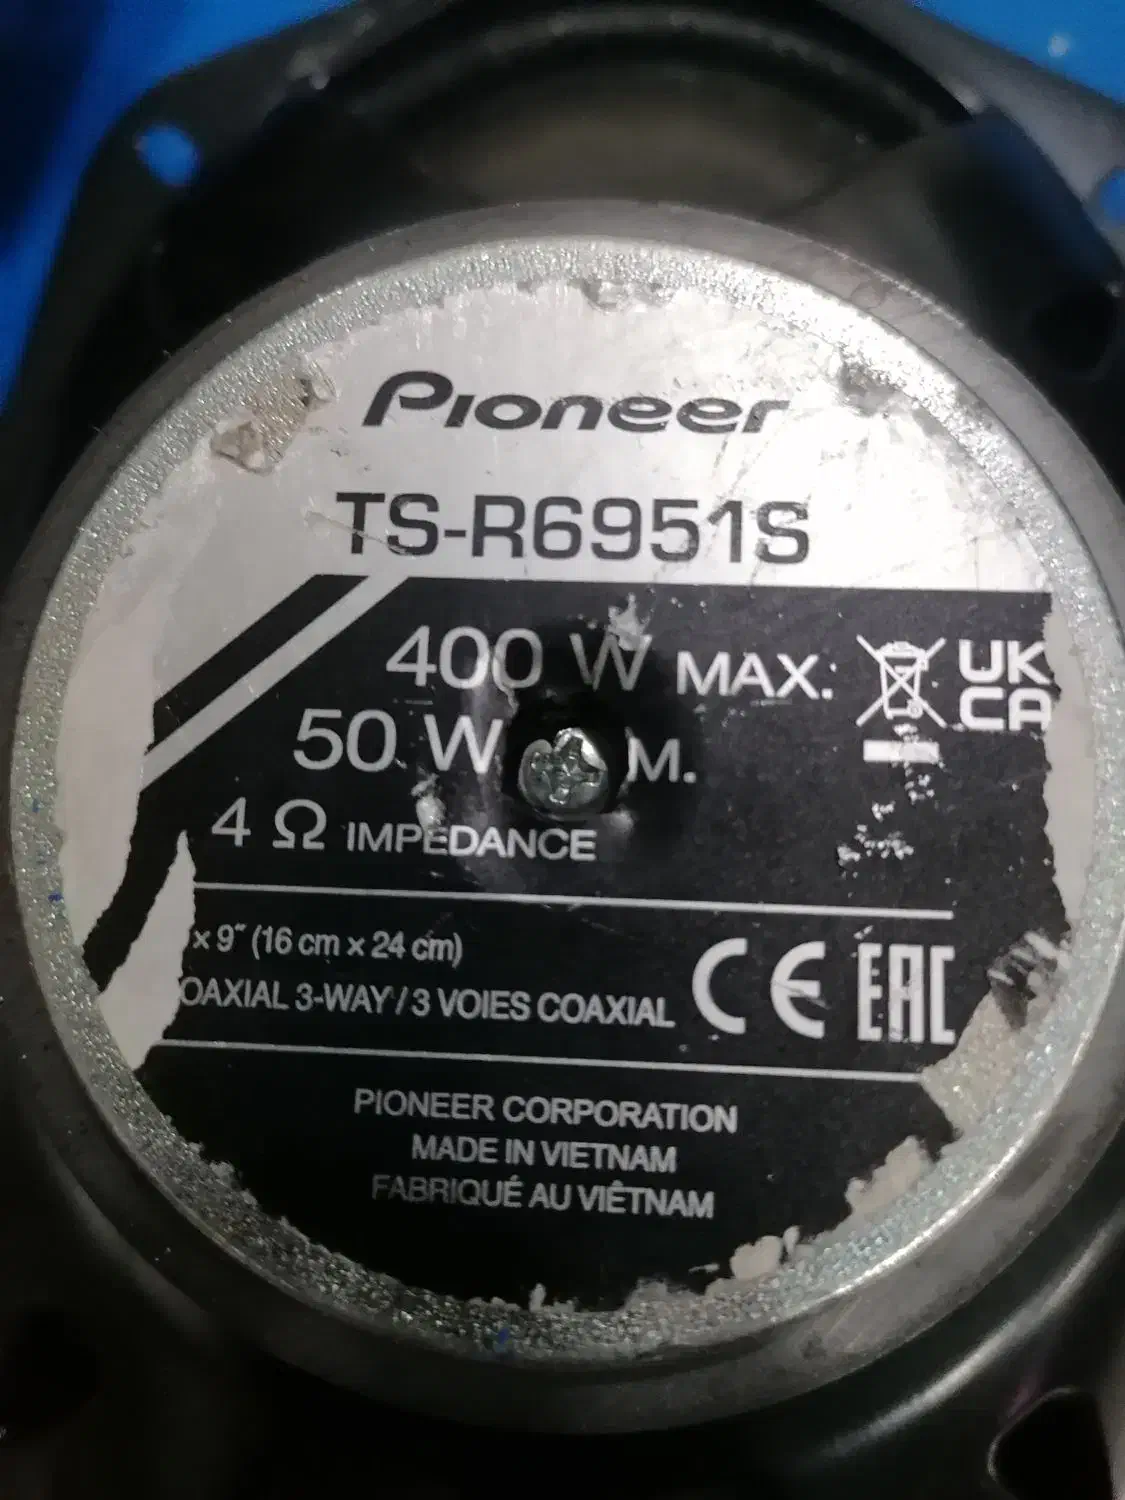 Pioneer
TS-R6951S
400 W MAX.
50 W M.
4 Ω IMPEDANCE
UK
CA
x 9" (16 cm x 24 cm)
OAXIAL 3-WAY / 3 VOIES COAXIAL
CE EAC
PIONEER CORPORATION
MADE IN VIETNAM
FABRIQUÉ AU VIÊTNAM